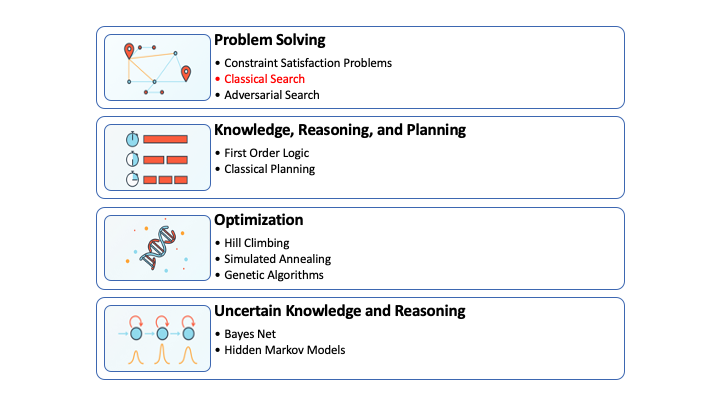 Problem Solving
• Constraint Satisfaction Problems
• Classical Search
• Adversarial Search
Knowledge, Reasoning, and Planning
• First Order Logic
• Classical Planning
Optimization
• Hill Climbing
• Simulated Annealing
• Genetic Algorithms
Uncertain Knowledge and Reasoning
• Bayes Net
• Hidden Markov Models